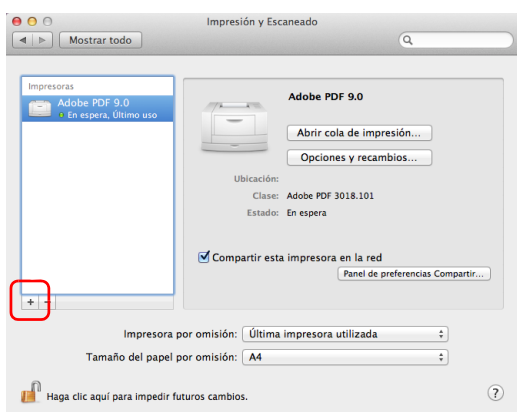 Impresión y Escaneado
Mostrar todo
Impresoras
Adobe PDF 9.0
En espera, Último uso
Adobe PDF 9.0
Abrir cola de impresión...
Opciones y recambios...
Ubicación:
Clase: Adobe PDF 3018.101
Estado: En espera
Compartir esta impresora en la red
Panel de preferencias Compartir...
+ −
Impresora por omisión: Última impresora utilizada
Tamaño del papel por omisión: A4
Haga clic aquí para impedir futuros cambios.
?